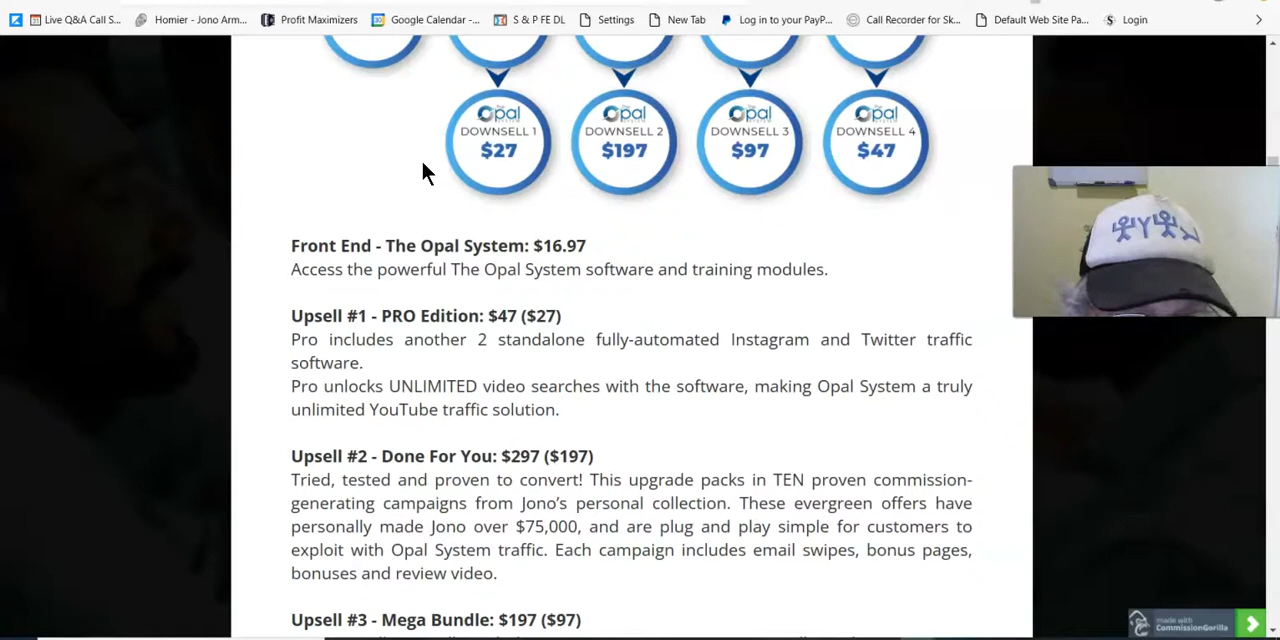 Live Q&A Call S... Homier - Jono Arm... Profit Maximizers Google Calendar -... S & P FE DL Settings New Tab Log in to your PayP... Call Recorder for Sk... Default Web Site Pa... Login
The Opal SYSTEM The Opal SYSTEM The Opal SYSTEM The Opal SYSTEM
DOWNSELL 1 DOWNSELL 2 DOWNSELL 3 DOWNSELL 4
$27 $197 $97 $47
Front End - The Opal System: $16.97
Access the powerful The Opal System software and training modules.
Upsell #1 - PRO Edition: $47 ($27)
Pro includes another 2 standalone fully-automated Instagram and Twitter traffic
software.
Pro unlocks UNLIMITED video searches with the software, making Opal System a truly
unlimited YouTube traffic solution.
Upsell #2 - Done For You: $297 ($197)
Tried, tested and proven to convert! This upgrade packs in TEN proven commission-
generating campaigns from Jono’s personal collection. These evergreen offers have
personally made Jono over $75,000, and are plug and play simple for customers to
exploit with Opal System traffic. Each campaign includes email swipes, bonus pages,
bonuses and review video.
Upsell #3 - Mega Bundle: $197 ($97)
made with
CommissionGorilla